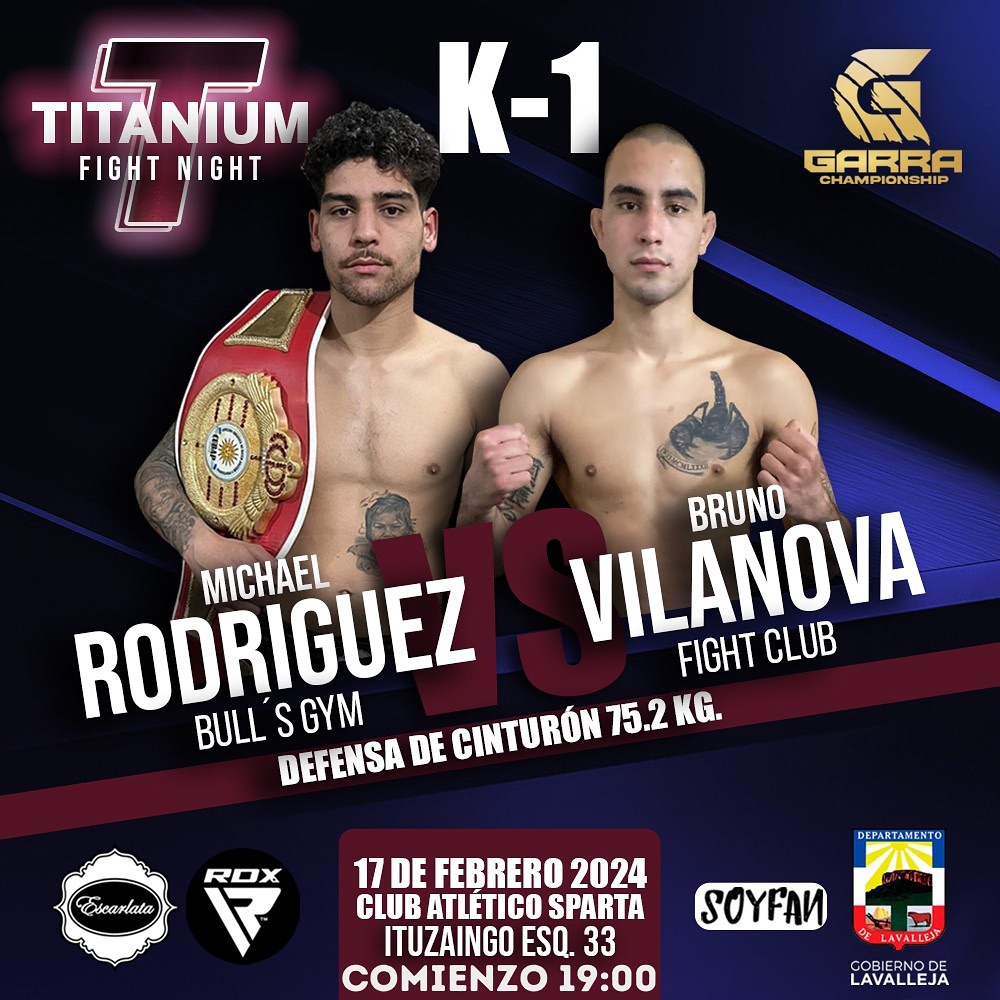 TITANIUM
FIGHT NIGHT
K-1
GARRA
CHAMPIONSHIP
MICHAEL
RODRIGUEZ
BULL´S GYM
VS
BRUNO
VILANOVA
FIGHT CLUB
DEFENSA DE CINTURÓN 75.2 KG.
Escarlata
RDX
17 DE FEBRERO 2024
CLUB ATLÉTICO SPARTA
ITUZAINGO ESQ. 33
COMIENZO 19:00
SOYFAN
DEPARTAMENTO
DE LAVALLEJA
GOBIERNO DE
LAVALLEJA